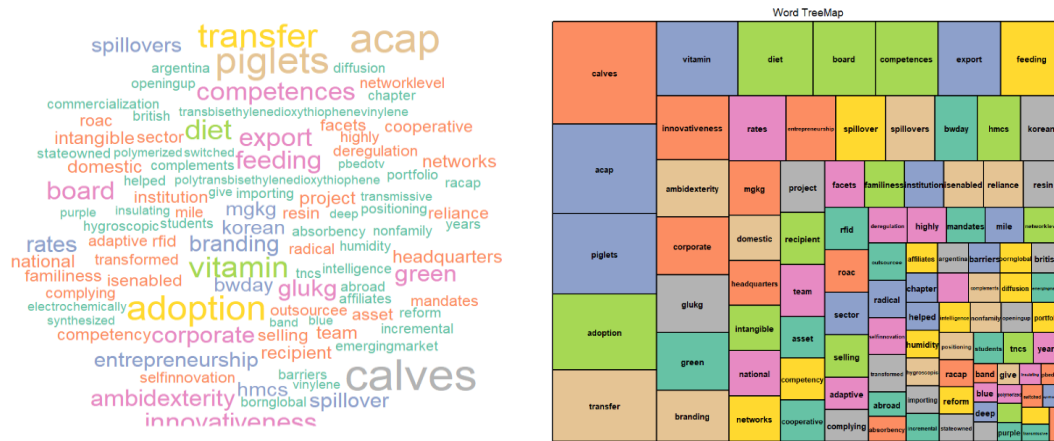 spillovers transfer acap
argentina piglets diffusion
openingup networklevel
competences chapter
commercialization
british transbisethylenedioxythiophenevinylene
roac diet export facets cooperative
intangible sector highly
stateowned polymerized switched feeding deregulation
domestic complements pbedotv networks
helped polytransbisethylenedioxythiophene portfolio racap
board institution give importing project transmissive
purple insulating mile mgkg resin deep positioning reliance
hygroscopic students korean absorbency nonfamily years
rates adaptive rfid branding radical humidity
national transformed vitamin tncs intelligence headquarters
familiness isenabled bwday glukg abroad green
complying affiliates
electrochemically adoption outsourcee asset mandates
synthesized band blue reform
competency corporate selling team incremental
entrepreneurship recipient emergingmarket
selfinnovation barriers calves
hmcs vinylene
ambidexterity bornglobal spillover
innovativeness
Word TreeMap
calves vitamin diet board competences export feeding
innovativeness rates entrepreneurship spillover spillovers bwday hmcs korean
acap
ambidexterity mgkg project facets familiness institution isenabled reliance resin
recipient rfid deregulation highly mandates mile
corporate domestic
piglets outsourcee affiliates argentina barriers bornglobal
headquarters team roac radical chapter complements diffusion
glukg
adoption intangible asset sector helped intelligence nonfamily openingup
selfinnovation humidity positioning students tncs
green national competency selling transformed hygroscopic racap band give insulating
transfer adaptive abroad importing reform blue polymerized switched
branding networks cooperative complying absorbency incremental stateowned deep purple